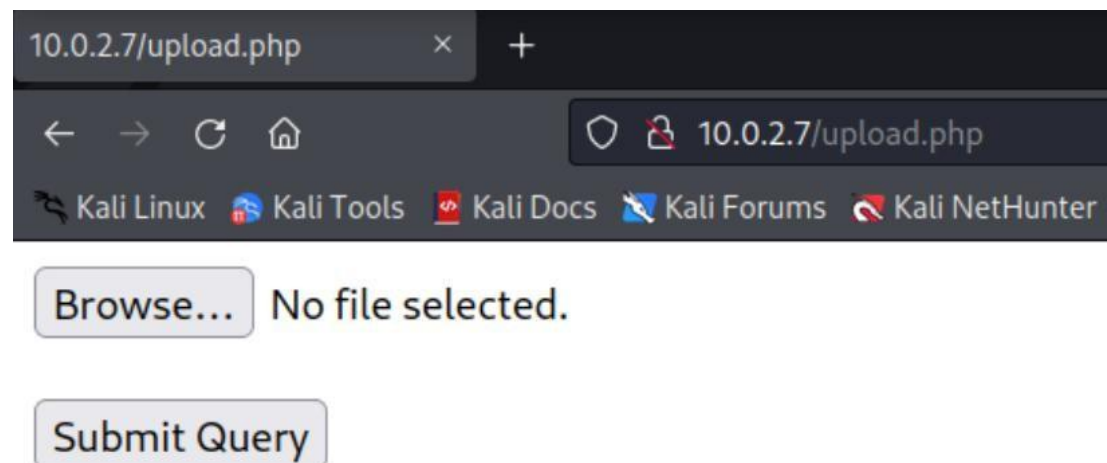 10.0.2.7/upload.php × +
10.0.2.7/upload.php
Kali Linux Kali Tools Kali Docs Kali Forums Kali NetHunter
Browse... No file selected.
Submit Query